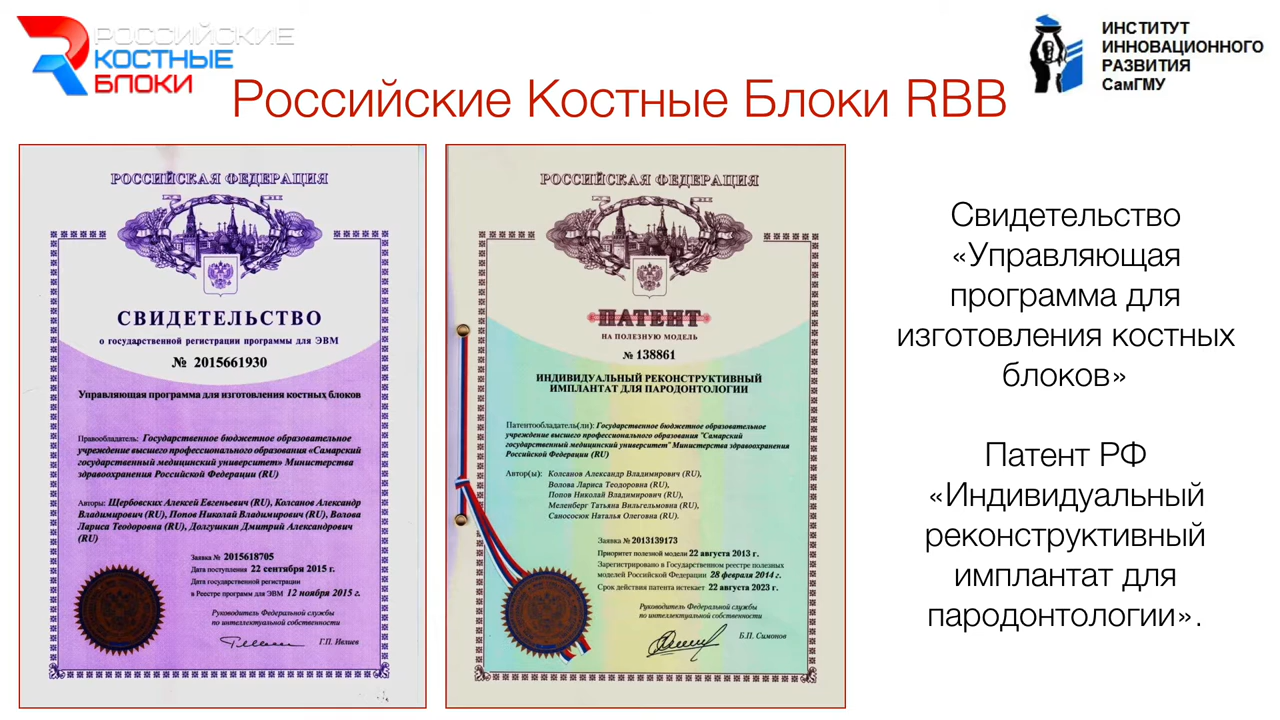 РОССИЙСКИЕ
КОСТНЫЕ
БЛОКИ
ИНСТИТУТ
ИННОВАЦИОННОГО
РАЗВИТИЯ
СамГМУ
Российские Костные Блоки RBB
РОССИЙСКАЯ ФЕДЕРАЦИЯ
СВИДЕТЕЛЬСТВО
о государственной регистрации программы для ЭВМ
№ 2015661930
Управляющая программа для изготовления костных блоков
Правообладатель: Государственное бюджетное образовательное
учреждение высшего профессионального образования «Самарский
государственный медицинский университет» Министерства
здравоохранения Российской Федерации (RU)
Авторы: Щербовских Алексей Евгеньевич (RU), Колсанов Александр
Владимирович (RU), Попов Николай Владимирович (RU), Волова
Лариса Теодоровна (RU), Долгушкин Дмитрий Александрович
(RU)
Заявка № 2015618705
Дата поступления 22 сентября 2015 г.
Дата государственной регистрации
в Реестре программ для ЭВМ 12 ноября 2015 г.
Руководитель Федеральной службы
по интеллектуальной собственности
Г.П. Ивлиев
РОССИЙСКАЯ ФЕДЕРАЦИЯ
ПАТЕНТ
НА ПОЛЕЗНУЮ МОДЕЛЬ
№ 138861
ИНДИВИДУАЛЬНЫЙ РЕКОНСТРУКТИВНЫЙ
ИМПЛАНТАТ ДЛЯ ПАРОДОНТОЛОГИИ
Патентообладатель(ли): Государственное бюджетное образовательное
учреждение высшего профессионального образования "Самарский
государственный медицинский университет" Министерства здравоохранения
Российской Федерации (RU)
Автор(ы): Колсанов Александр Владимирович (RU),
Волова Лариса Теодоровна (RU),
Попов Николай Владимирович (RU),
Меленберг Татьяна Вильгельмовна (RU),
Саносюк Наталья Олеговна (RU).
Заявка № 2013139173
Приоритет полезной модели 22 августа 2013 г.
Зарегистрировано в Государственном реестре полезных
моделей Российской Федерации 28 февраля 2014 г.
Срок действия патента истекает 22 августа 2023 г.
Руководитель Федеральной службы
по интеллектуальной собственности
Б.П. Симонов
Свидетельство
«Управляющая
программа для
изготовления костных
блоков»
Патент РФ
«Индивидуальный
реконструктивный
имплантат для
пародонтологии».